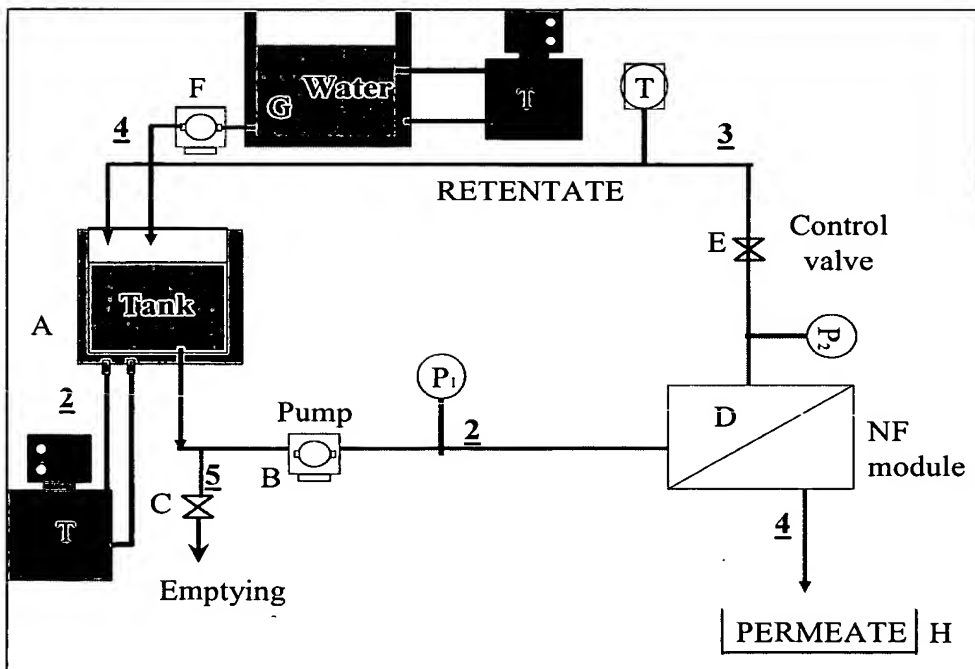 Water
G
T
F
4
T
3
RETENTATE
E
Control
valve
Tank
A
P2
P1
2
Pump
2
D
NF
module
B
5
C
T
4
Emptying
PERMEATE
H